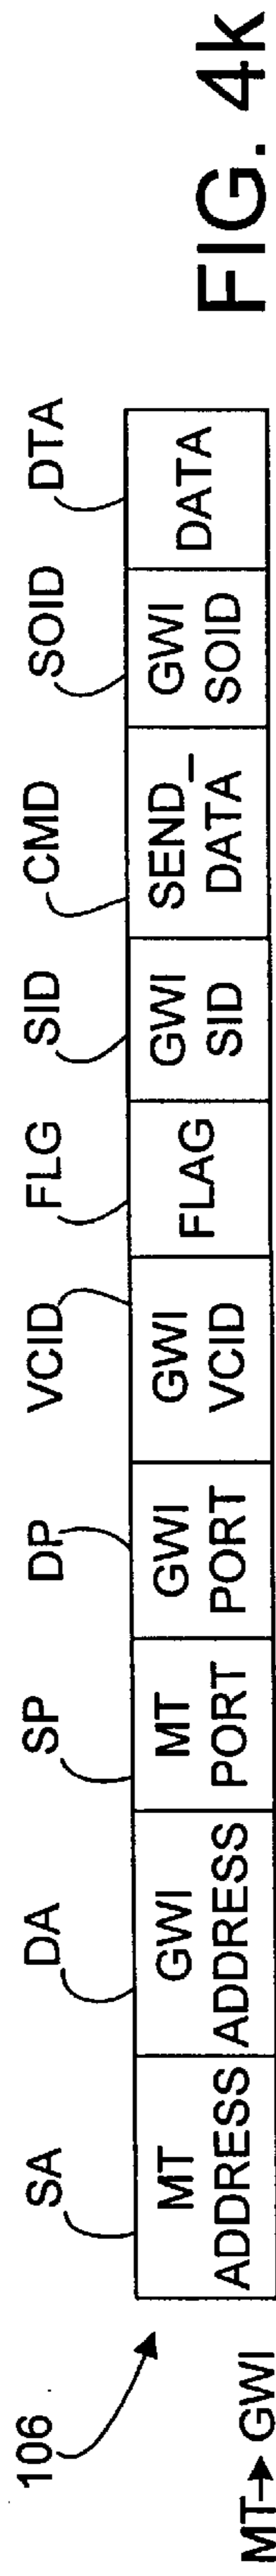 106
SA
DA
SP
DP
VCID
FLG
SID
CMD
SOID
DTA
MT
ADDRESS
GWI
ADDRESS
MT
PORT
GWI
PORT
GWI
VCID
FLAG
GWI
SID
SEND_
DATA
GWI
SOID
DATA
MT→GWI
FIG. 4k